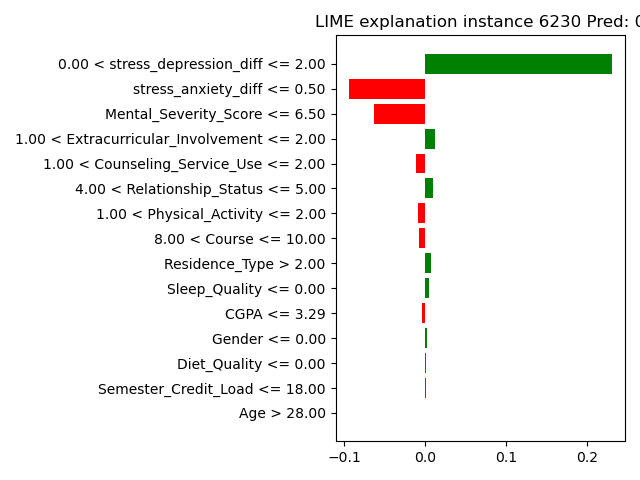 LIME explanation instance 6230 Pred: 0
0.00 < stress_depression_diff <= 2.00
stress_anxiety_diff <= 0.50
Mental_Severity_Score <= 6.50
1.00 < Extracurricular_Involvement <= 2.00
1.00 < Counseling_Service_Use <= 2.00
4.00 < Relationship_Status <= 5.00
1.00 < Physical_Activity <= 2.00
8.00 < Course <= 10.00
Residence_Type > 2.00
Sleep_Quality <= 0.00
CGPA <= 3.29
Gender <= 0.00
Diet_Quality <= 0.00
Semester_Credit_Load <= 18.00
Age > 28.00
−0.1 0.0 0.1 0.2